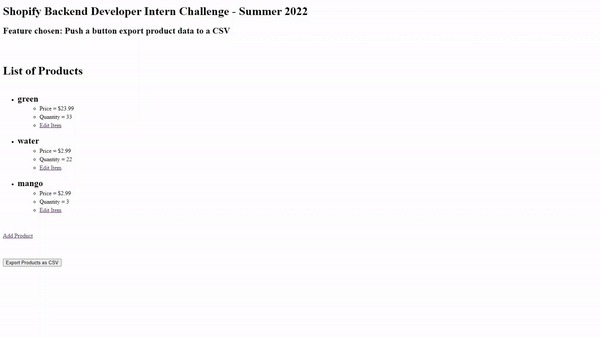 Shopify Backend Developer Intern Challenge - Summer 2022
Feature chosen: Push a button export product data to a CSV
List of Products
green
Price = $23.99
Quantity = 33
Edit Item
water
Price = $2.99
Quantity = 22
Edit Item
mango
Price = $2.99
Quantity = 3
Edit Item
Add Product
Export Products as CSV